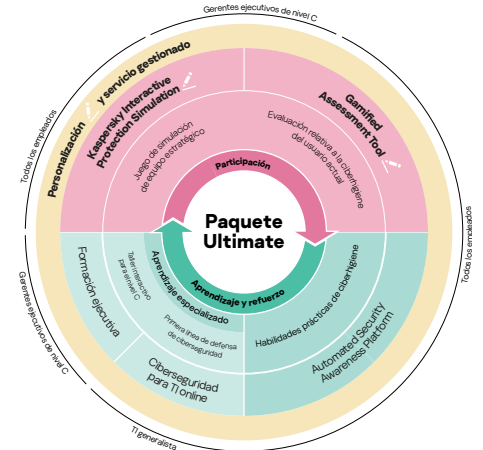 Gerentes ejecutivos de nivel C
Personalización y servicio gestionado
Kaspersky Interactive
Protection Simulation
Gamified
Assessment Tool
Todos los empleados
Juego de simulación
de equipo estratégico
Evaluación relativa a la ciberhigiene
del usuario actual
Participación
Paquete
Ultimate
Todos los empleados
Aprendizaje y refuerzo
Aprendizaje especializado
Taller interactivo
para el nivel C
Formación ejecutiva
Primera línea de defensa
de ciberseguridad
Habilidades prácticas de ciberhigiene
Automated Security
Awareness Platform
Ciberseguridad
para TI online
Gerentes ejecutivos de nivel C
TI generalista